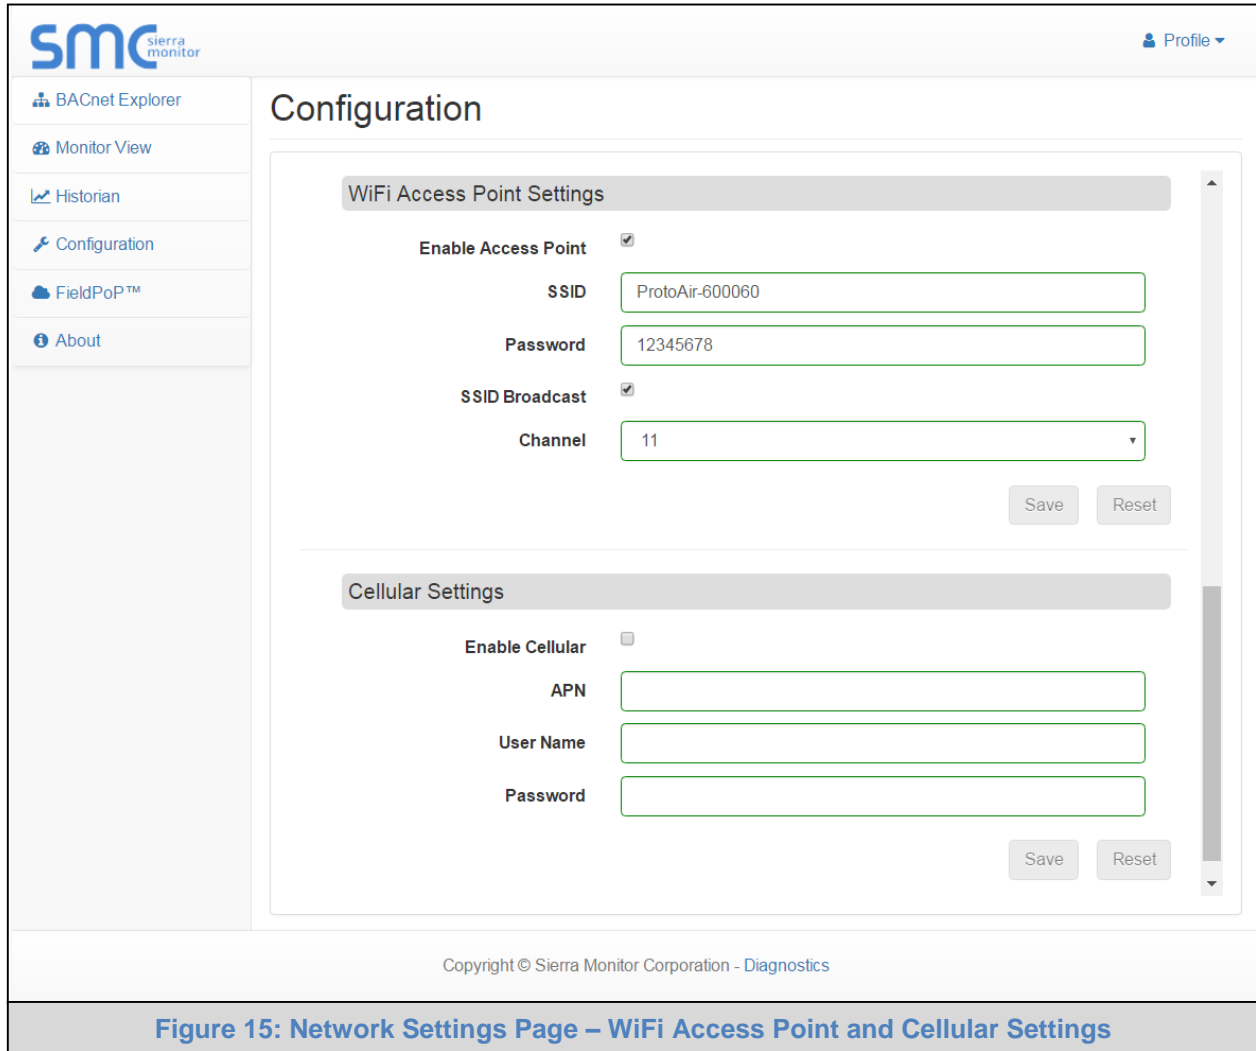 SMC sierra monitor
Profile
BACnet Explorer
Monitor View
Historian
Configuration
FieldPoP™
About
Configuration
WiFi Access Point Settings
Enable Access Point
SSID ProtoAir-600060
Password 12345678
SSID Broadcast
Channel 11
Save Reset
Cellular Settings
Enable Cellular
APN
User Name
Password
Save Reset
Copyright © Sierra Monitor Corporation - Diagnostics
Figure 15: Network Settings Page – WiFi Access Point and Cellular Settings